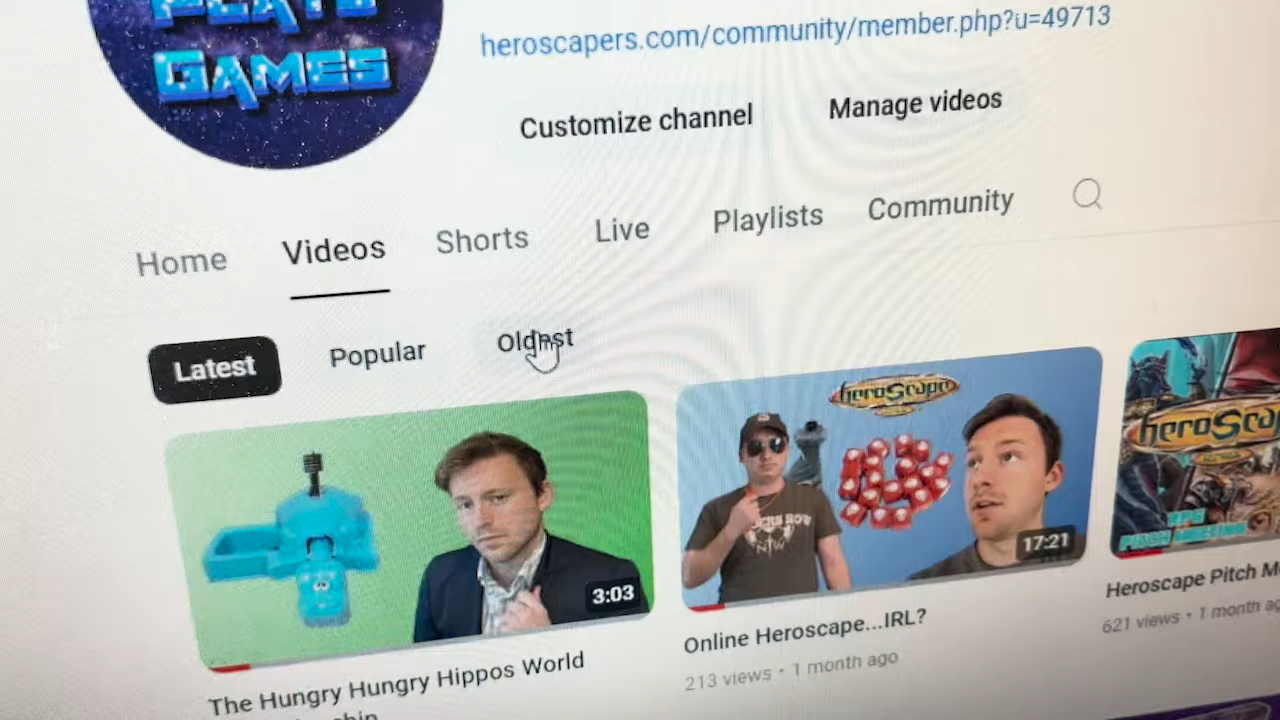 GAMES
heroscapers.com/community/member.php?u=49713
Customize channel
Manage videos
Home
Videos
Shorts
Live
Playlists
Community
Latest
Popular
Oldest
3:03
heroScape
17:21
The Hungry Hungry Hippos World
Online Heroscape...IRL?
213 views • 1 month ago
Heroscape Pitch M
621 views • 1 month ag